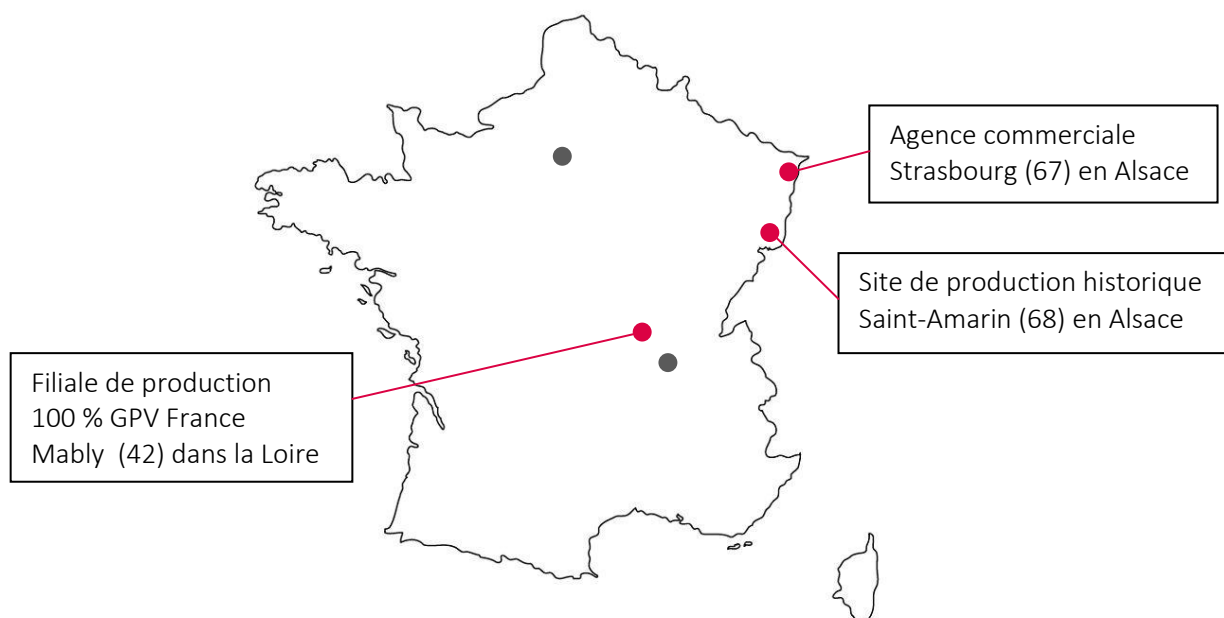 Agence commerciale
Strasbourg (67) en Alsace
Site de production historique
Saint-Amarin (68) en Alsace
Filiale de production
100 % GPV France
Mably (42) dans la Loire